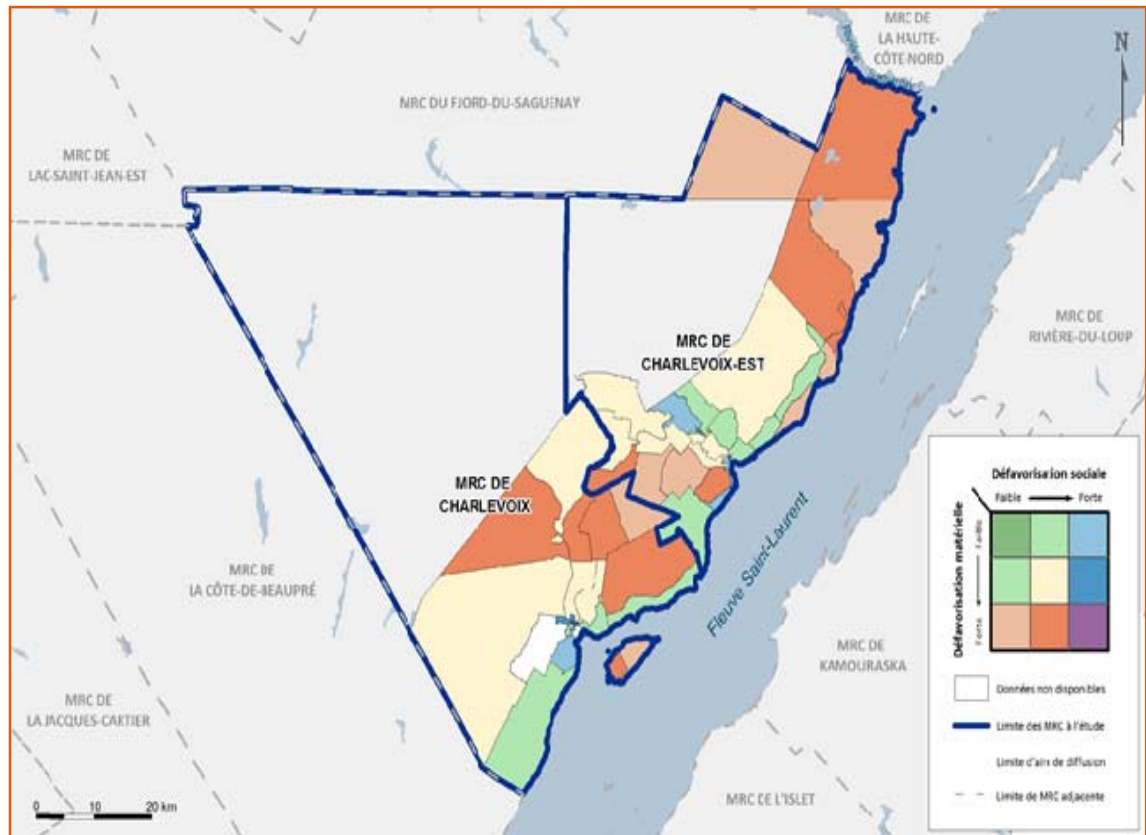 MRC DE
LA HAUTE-
CÔTE-NORD
N
MRC DU FJORD-DU-SAGUENAY
MRC DE
LAC-SAINT-JEAN-EST
MRC DE
RIVIÈRE-DU-LOUP
MRC DE
CHARLEVOIX-EST
MRC DE
CHARLEVOIX
MRC DE
LA CÔTE-DE-BEAUPRÉ
Fleuve Saint-Laurent
MRC DE
KAMOURASKA
MRC DE
LA JACQUES-CARTIER
MRC DE L'ISLET
0 10 20 km
Défavorisation sociale
Faible Forte
Défavorisation matérielle
Forte Faible
Données non disponibles
Limite des MRC à l'étude
Limite d'aire de diffusion
Limite de MRC adjacente